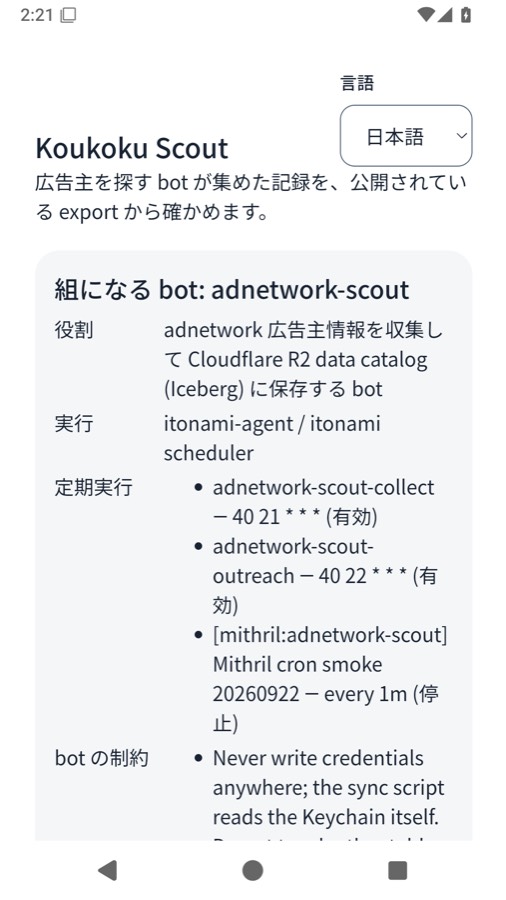 2:21
言語
日本語
Koukoku Scout
広告主を探す bot が集めた記録を、公開されてい
る export から確かめます。
組になる bot: adnetwork-scout
役割
adnetwork 広告主情報を収集し
て Cloudflare R2 data catalog
(Iceberg) に保存する bot
実行
itonami-agent / itonami
scheduler
定期実行
• adnetwork-scout-collect
— 40 21 * * * (有効)
• adnetwork-scout-
outreach — 40 22 * * * (有
効)
• [mithril:adnetwork-scout]
Mithril cron smoke
20260922 — every 1m (停
止)
bot の制約
• Never write credentials
anywhere; the sync script
reads the Keychain itself.